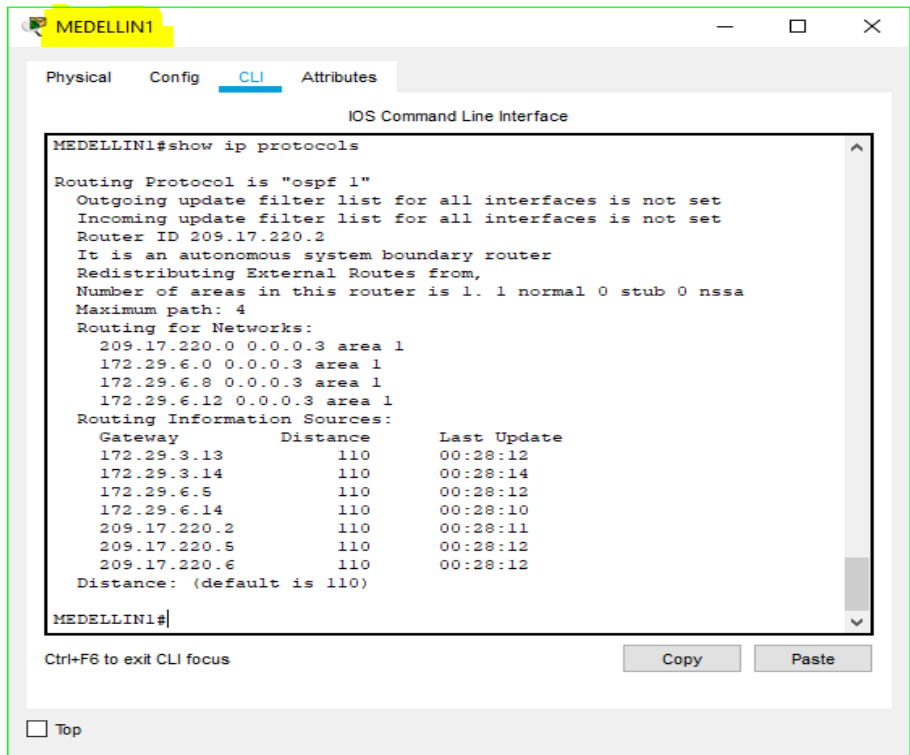 MEDELLIN1
Physical Config CLI Attributes
IOS Command Line Interface
MEDELLIN1#show ip protocols
Routing Protocol is "ospf 1"
Outgoing update filter list for all interfaces is not set
Incoming update filter list for all interfaces is not set
Router ID 209.17.220.2
It is an autonomous system boundary router
Redistributing External Routes from,
Number of areas in this router is 1. 1 normal 0 stub 0 nssa
Maximum path: 4
Routing for Networks:
209.17.220.0 0.0.0.3 area 1
172.29.6.0 0.0.0.3 area 1
172.29.6.8 0.0.0.3 area 1
172.29.6.12 0.0.0.3 area 1
Routing Information Sources:
Gateway Distance Last Update
172.29.3.13 110 00:28:12
172.29.3.14 110 00:28:14
172.29.6.5 110 00:28:12
172.29.6.14 110 00:28:10
209.17.220.2 110 00:28:11
209.17.220.5 110 00:28:12
209.17.220.6 110 00:28:12
Distance: (default is 110)
MEDELLIN1#
Ctrl+F6 to exit CLI focus
Copy Paste
Top